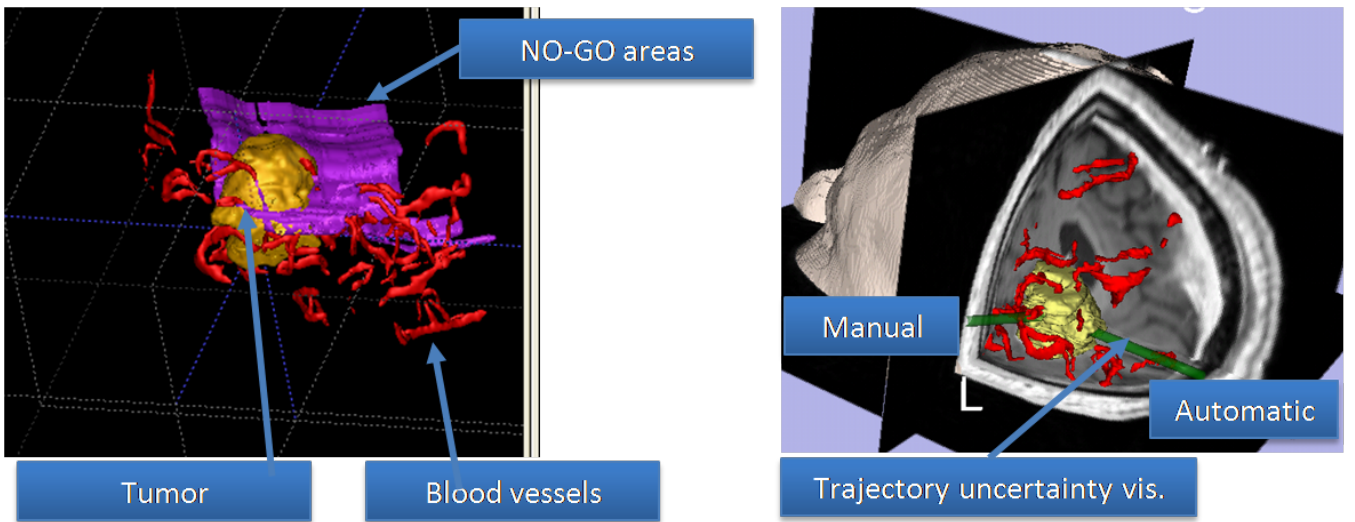 NO-GO areas
Tumor
Blood vessels
Manual
L
Automatic
Trajectory uncertainty vis.